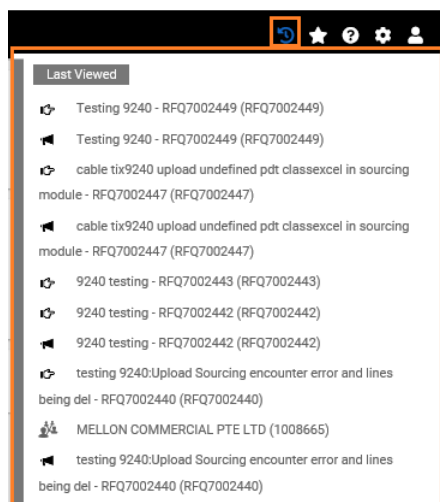 Last Viewed
Testing 9240 - RFQ7002449 (RFQ7002449)
Testing 9240 - RFQ7002449 (RFQ7002449)
cable tix9240 upload undefined pdt classexcel in sourcing
module - RFQ7002447 (RFQ7002447)
cable tix9240 upload undefined pdt classexcel in sourcing
module - RFQ7002447 (RFQ7002447)
9240 testing - RFQ7002443 (RFQ7002443)
9240 testing - RFQ7002442 (RFQ7002442)
9240 testing - RFQ7002442 (RFQ7002442)
testing 9240:Upload Sourcing encounter error and lines
being del - RFQ7002440 (RFQ7002440)
MELLON COMMERCIAL PTE LTD (1008665)
testing 9240:Upload Sourcing encounter error and lines
being del - RFQ7002440 (RFQ7002440)